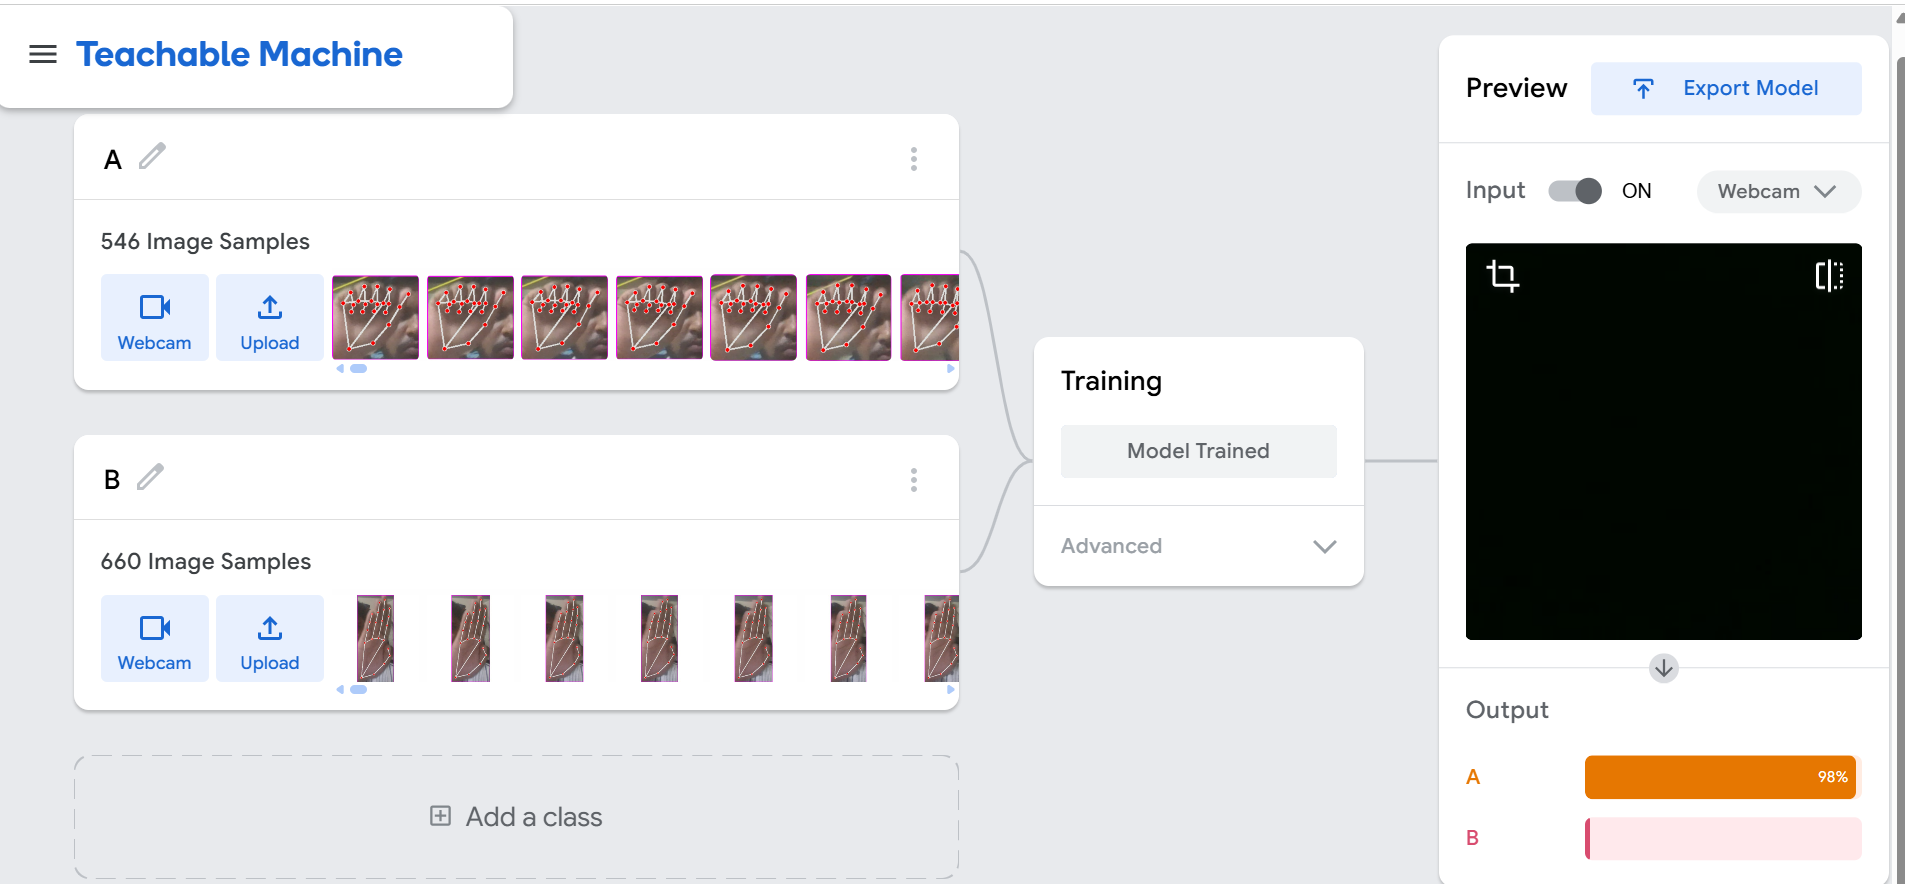 Teachable Machine
A
546 Image Samples
Webcam
Upload
B
660 Image Samples
Webcam
Upload
Add a class
Training
Model Trained
Advanced
Preview
Export Model
Input
ON
Webcam
Output
A
98%
B